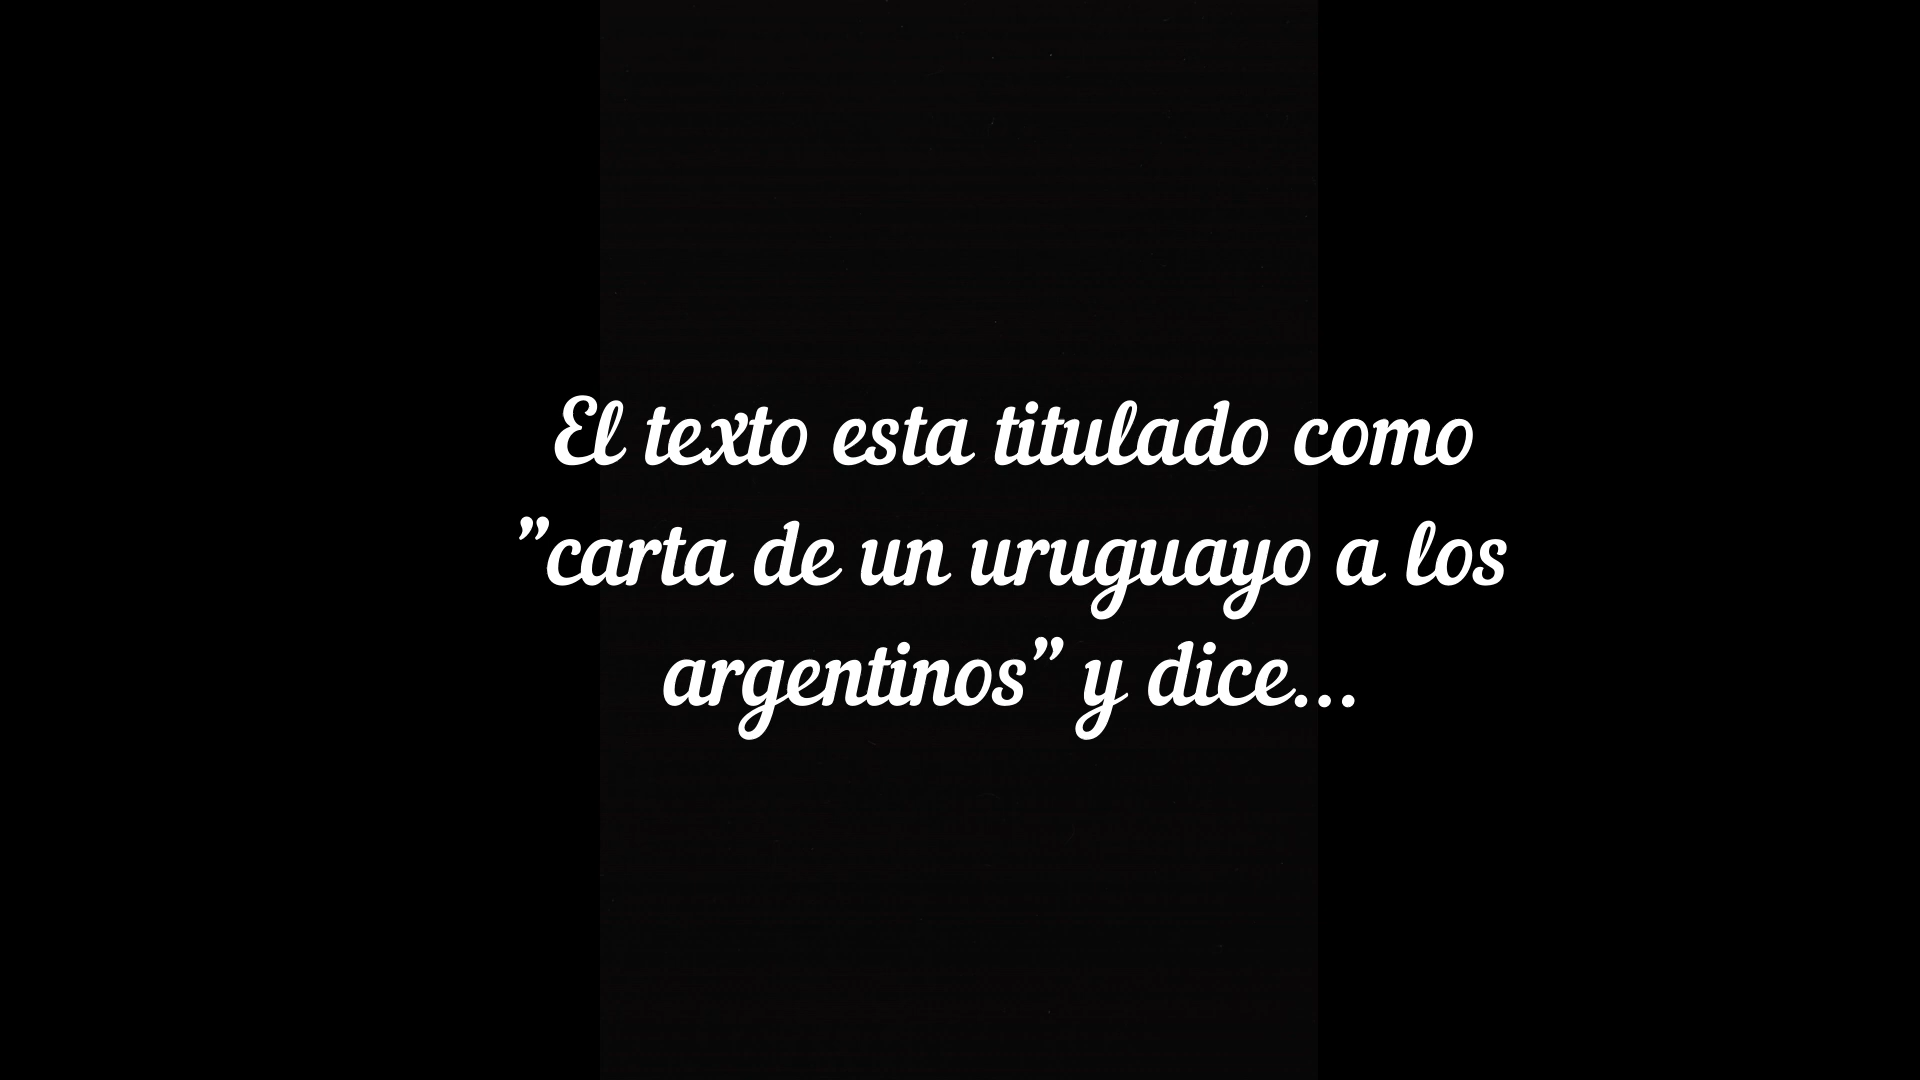 El texto esta titulado como
”carta de un uruguayo a los
argentinos” y dice...